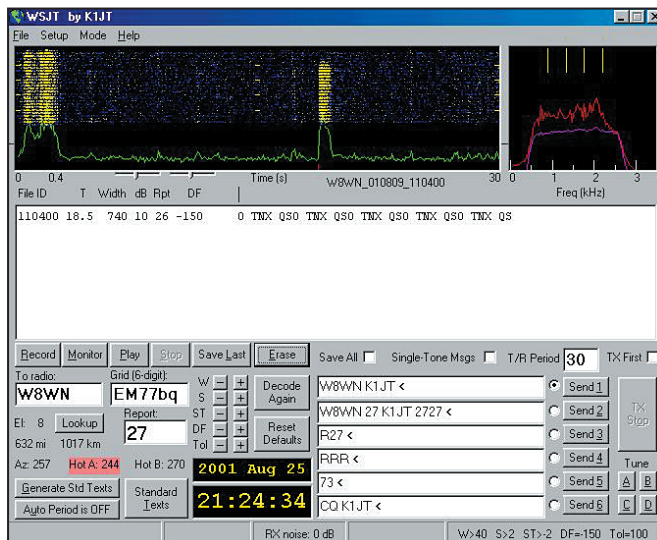 WSJT by K1JT
File Setup Mode Help
0 0.4 Time (s) 30 0 1 2 3
W8WN_010809_110400 Freq (kHz)
File ID T Width dB Rpt DF
110400 18.5 740 10 26 -150 0 TNX QSO TNX QSO TNX QSO TNX QSO TNX QS
Record Monitor Play Stop Save Last Erase Save All Single-Tone Msgs T/R Period 30 TX First
To radio: Grid (6-digit):
W8WN EM77bq
El: 8 Lookup Report: 27
632 mi 1017 km
Az: 257 Hot A: 244 Hot B: 270
Generate Std Texts
Auto Period is OFF
Standard Texts
W - +
S - +
ST - +
DF - +
Tol - +
Decode Again
Reset Defaults
2001 Aug 25
21:24:34
W8WN K1JT < Send 1
W8WN 27 K1JT 2727 < Send 2
R27 < Send 3
RRR < Send 4
73 < Send 5
CQ K1JT < Send 6
TX Stop
Tune
A B
C D
RX noise: 0 dB W>40 S>2 ST>-2 DF=-150 Tol=100